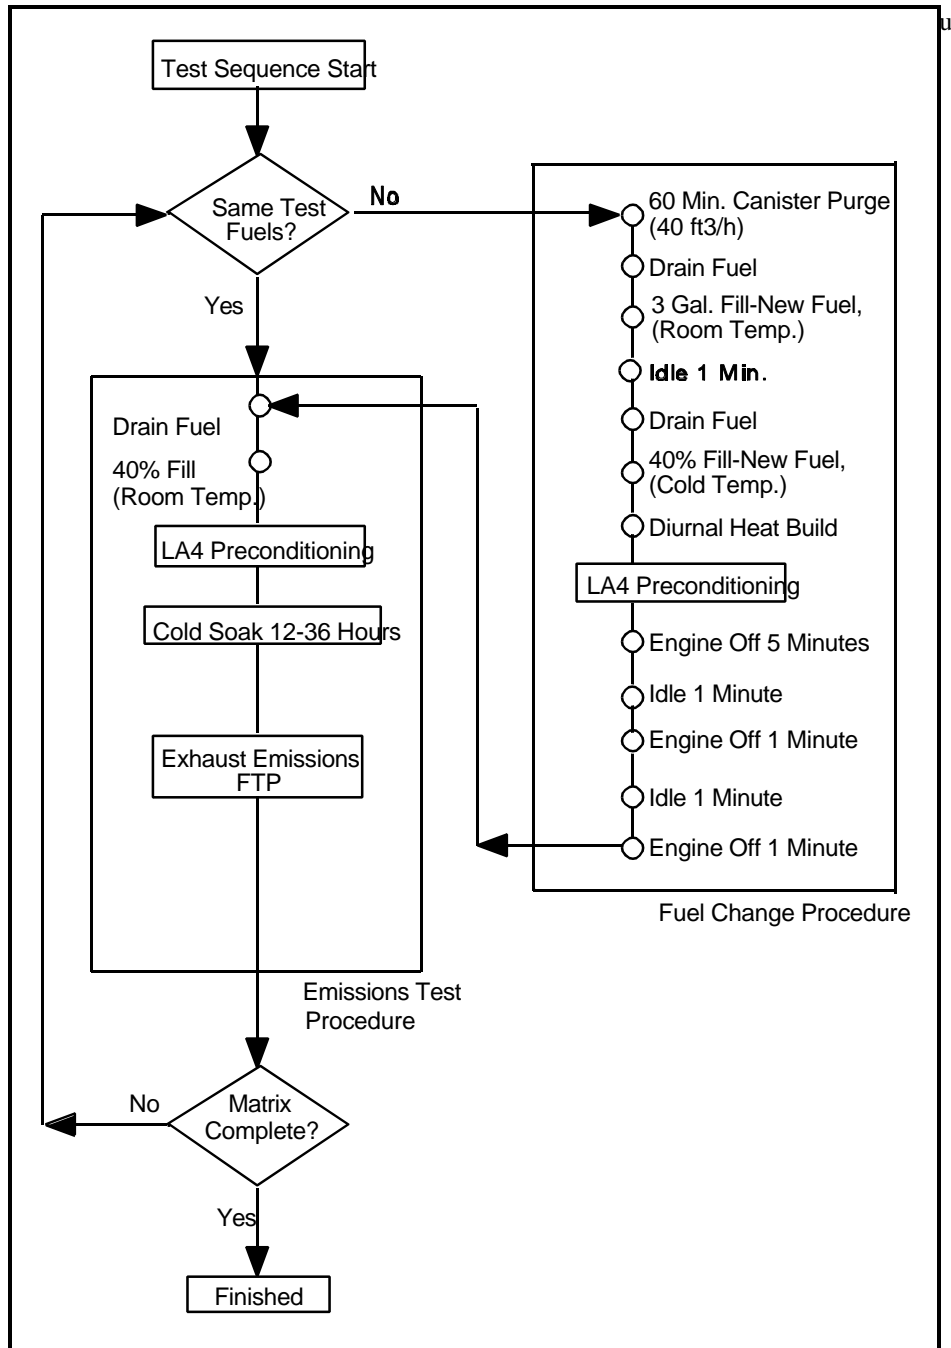 u
Test Sequence Start
Same Test
Fuels?
No
Yes
60 Min. Canister Purge
(40 ft3/h)
Drain Fuel
3 Gal. Fill-New Fuel,
(Room Temp.)
Idle 1 Min.
Drain Fuel
40% Fill-New Fuel,
(Cold Temp.)
Diurnal Heat Build
LA4 Preconditioning
Engine Off 5 Minutes
Idle 1 Minute
Engine Off 1 Minute
Idle 1 Minute
Engine Off 1 Minute
Fuel Change Procedure
Drain Fuel
40% Fill
(Room Temp.)
LA4 Preconditioning
Cold Soak 12-36 Hours
Exhaust Emissions
FTP
Emissions Test
Procedure
Matrix
Complete?
No
Yes
Finished